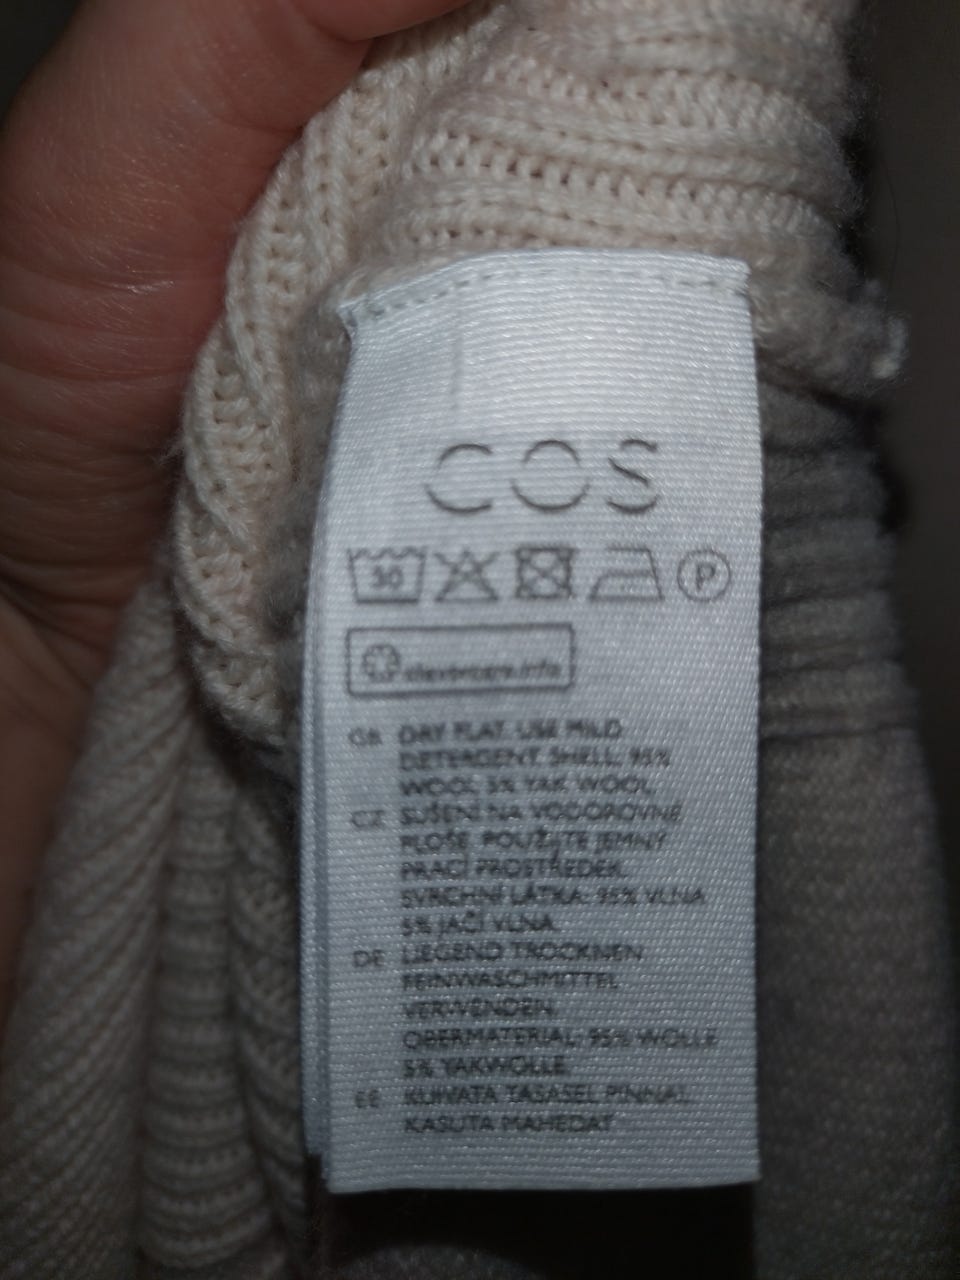 COS
30
P
clevercare.info
GB DRY FLAT. USE MILD
DETERGENT. SHELL: 95%
WOOL 5% YAK WOOL
CZ SUŠENÍ NA VODOROVNÉ
PLOŠE. POUŽIJTE JEMNÝ
PRACÍ PROSTŘEDEK.
SVRCHNÍ LÁTKA: 95% VLNA
5% JAČÍ VLNA
DE LIEGEND TROCKNEN
FEINWASCHMITTEL
VERWENDEN.
OBERMATERIAL: 95% WOLLE
5% YAKWOLLE
EE KUIVATA TASASEL PINNAL
KASUTA MAHEDAT